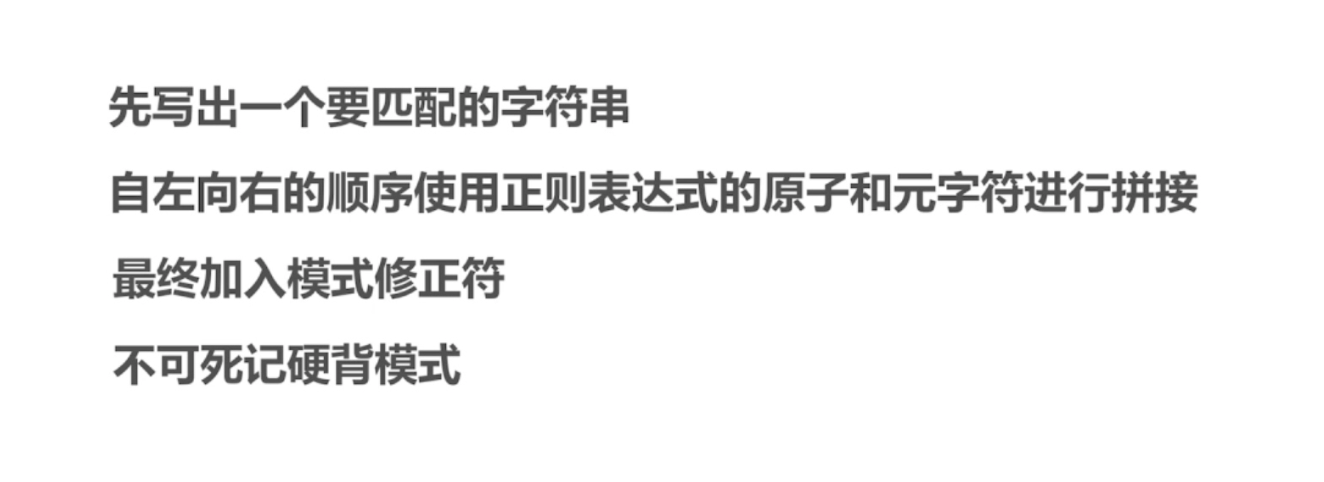 先写出一个要匹配的字符串
自左向右的顺序使用正则表达式的原子和元字符进行拼接
最终加入模式修正符
不可死记硬背模式